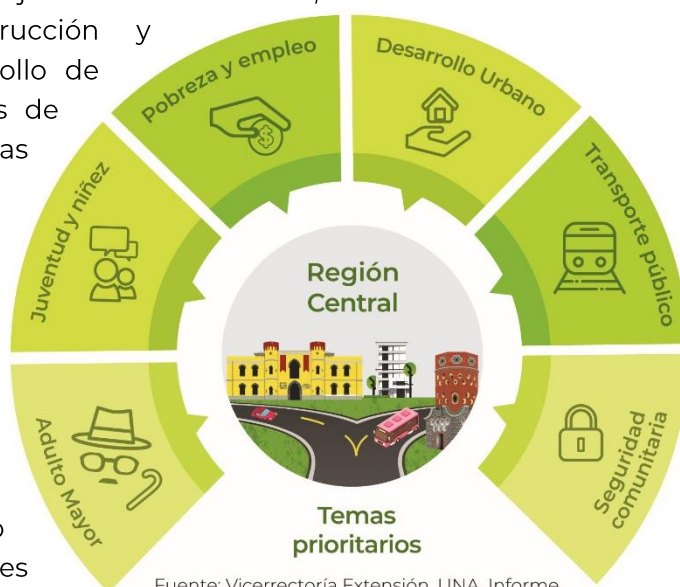 rucción y
ollo de
s de
as
Pobreza y empleo
Desarrollo Urbano
Juventud y niñez
Transporte público
Región
Central
Adulto Mayor
Seguridad
comunitaria
Temas
prioritarios
es
Fuente: Vicerrectoría Extensión, UNA. Informe